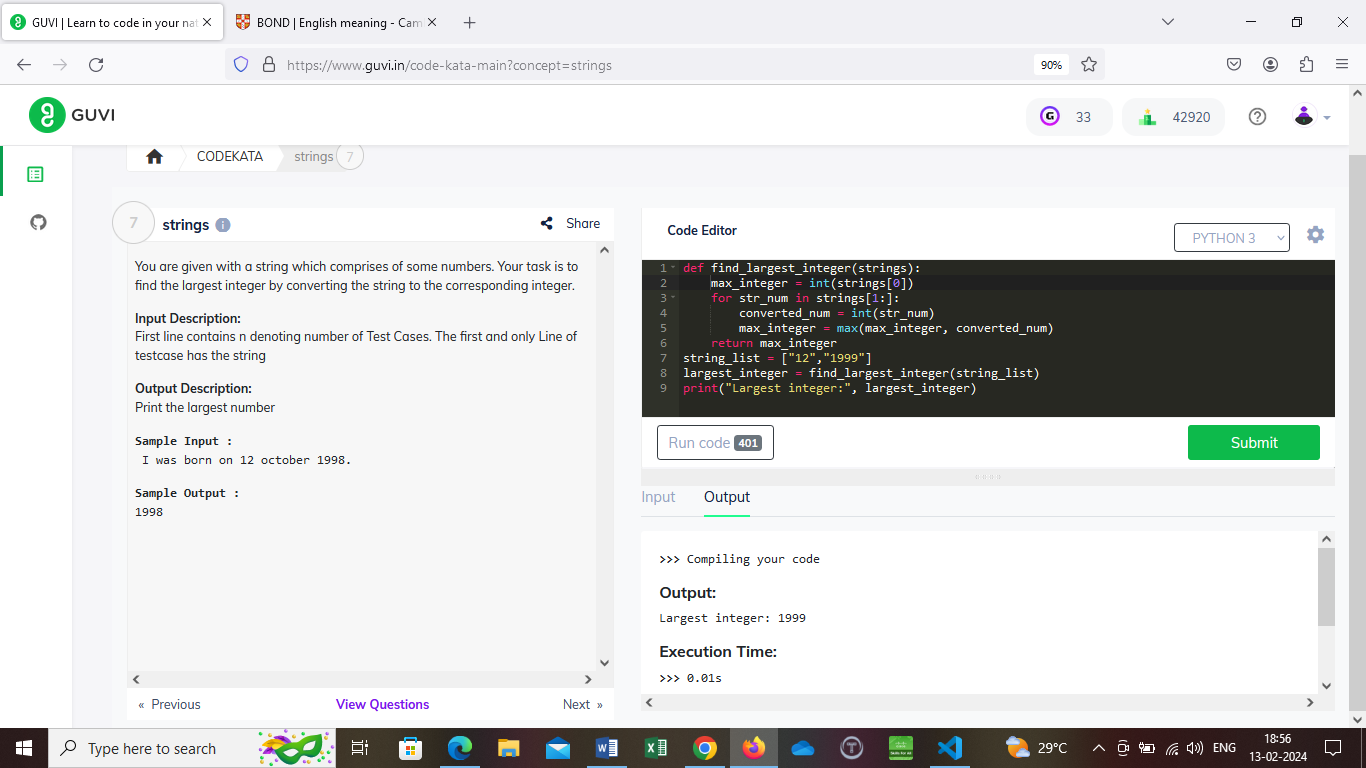 GUVI | Learn to code in your nat
BOND | English meaning - Cam
https://www.guvi.in/code-kata-main?concept=strings
90%
GUVI
G
33
42920
CODEKATA
strings
7
7
strings
Share
You are given with a string which comprises of some numbers. Your task is to
find the largest integer by converting the string to the corresponding integer.
Input Description:
First line contains n denoting number of Test Cases. The first and only Line of
testcase has the string
Output Description:
Print the largest number
Sample Input :
I was born on 12 october 1998.
Sample Output :
1998
« Previous
View Questions
Next »
Code Editor
PYTHON 3
1 def find_largest_integer(strings):
2 max_integer = int(strings[0])
3 for str_num in strings[1:]:
4 converted_num = int(str_num)
5 max_integer = max(max_integer, converted_num)
6 return max_integer
7 string_list = ["12","1999"]
8 largest_integer = find_largest_integer(string_list)
9 print("Largest integer:", largest_integer)
Run code 401
Submit
Input
Output
>>> Compiling your code
Output:
Largest integer: 1999
Execution Time:
>>> 0.01s
Type here to search
29°C
ENG
18:56
13-02-2024